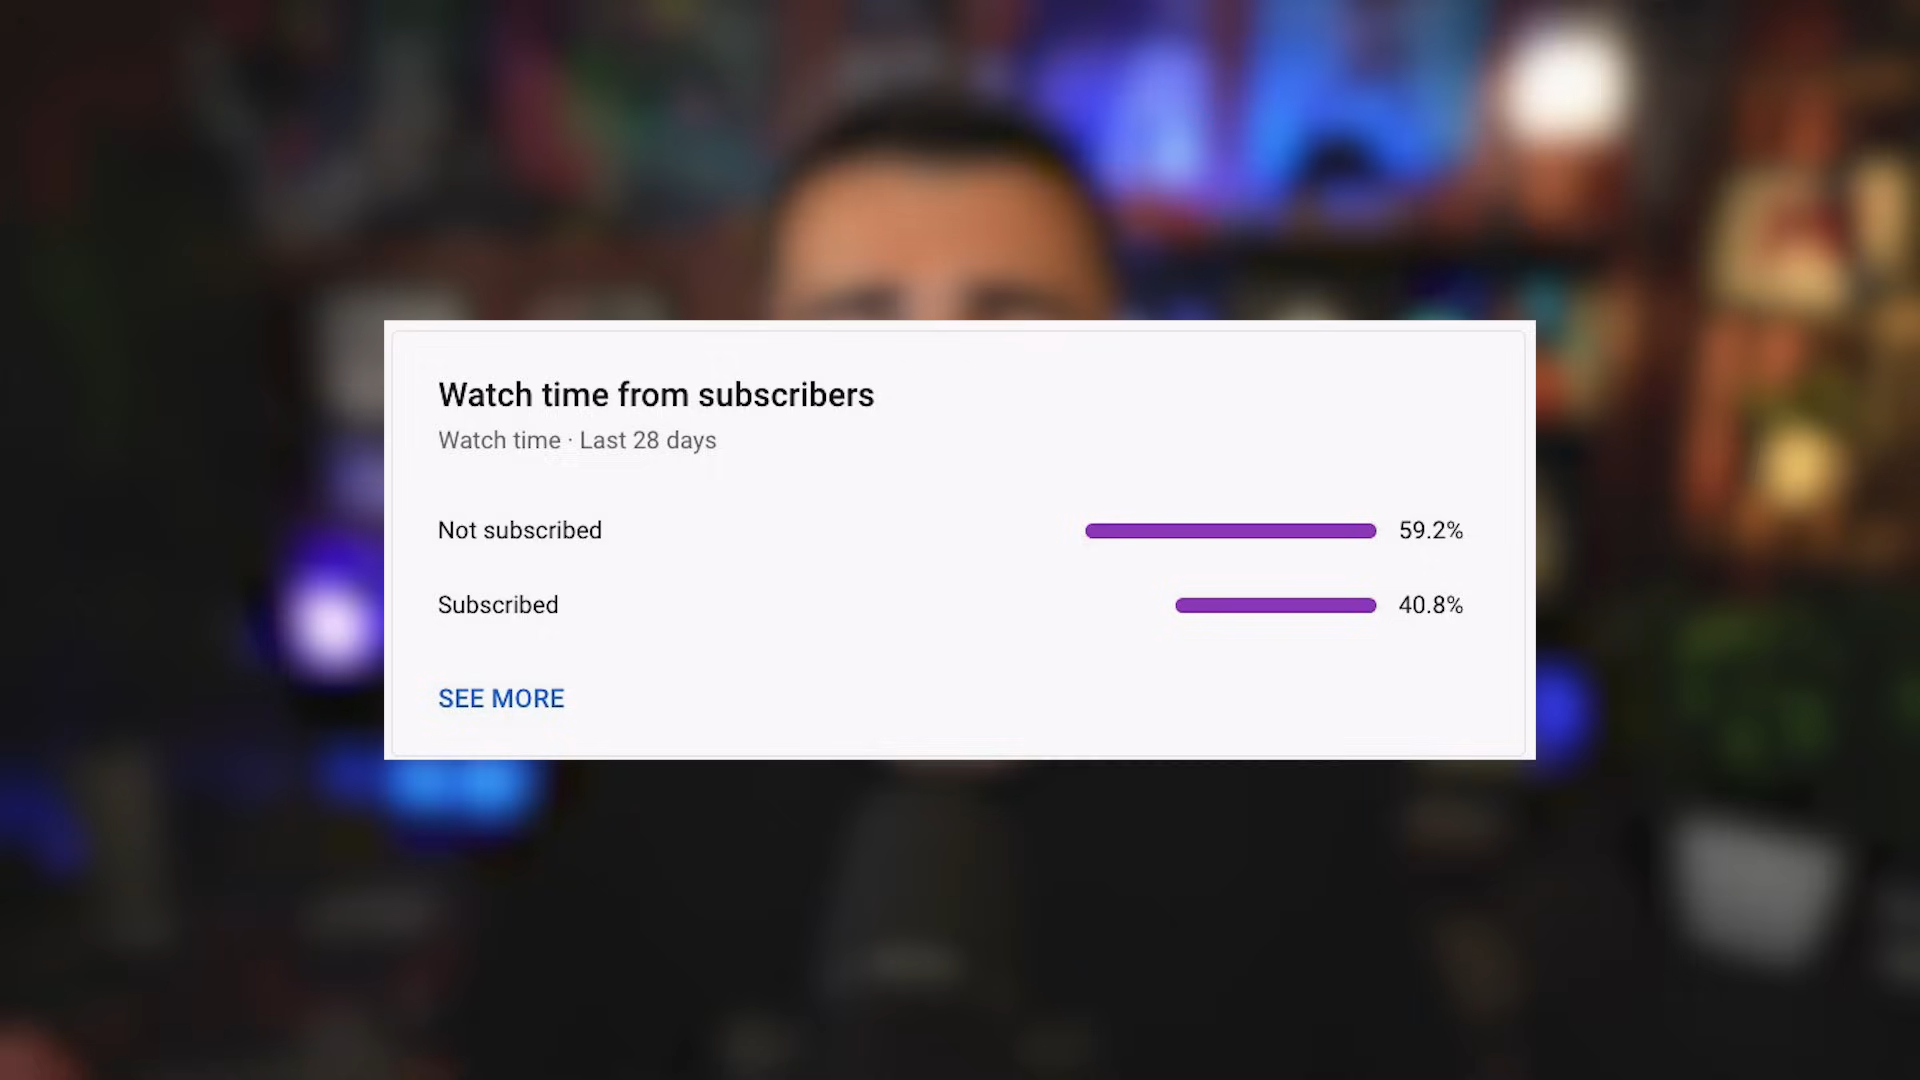 Watch time from subscribers
Watch time · Last 28 days
Not subscribed 59.2%
Subscribed 40.8%
SEE MORE